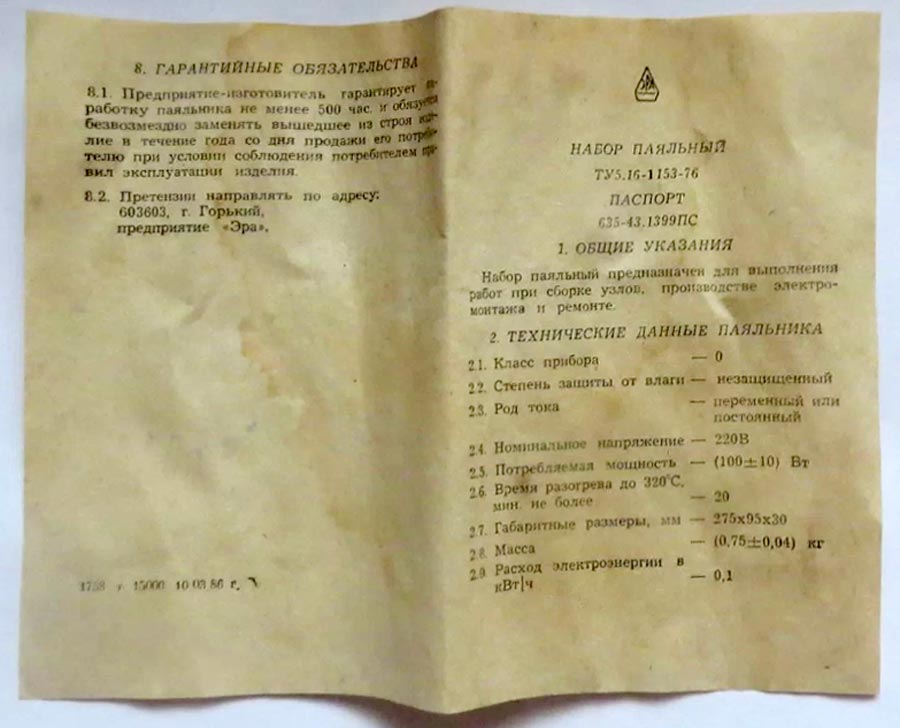 8. ГАРАНТИЙНЫЕ ОБЯЗАТЕЛЬСТВА
8.1. Предприятие-изготовитель гарантирует
работку паяльника не менее 500 час. и обязуется
безвозмездно заменять вышедшее из строя
лие в течение года со дня продажи его потреби-
телю при условии соблюдения потребителем пра-
вил эксплуатации изделия.
8.2. Претензии направлять по адресу:
603603, г. Горький,
предприятие «Эра».
15000 10 03 86 г.
НАБОР ПАЯЛЬНЫЙ
ТУ5.16-1153-76
ПАСПОРТ
635-43.1399ПС
1. ОБЩИЕ УКАЗАНИЯ
Набор паяльный предназначен для выполнения
работ при сборке узлов, производстве электро-
монтажа и ремонте.
2. ТЕХНИЧЕСКИЕ ДАННЫЕ ПАЯЛЬНИКА
2.1. Класс прибора — 0
2.2. Степень защиты от влаги — незащищенный
2.3. Род тока — переменный или
постоянный
2.4. Номинальное напряжение — 220В
2.5. Потребляемая мощность — (100±10) Вт
2.6. Время разогрева до 320°С,
мин. не более — 20
2.7. Габаритные размеры, мм — 275х95х30
2.8. Масса — (0,75±0,04) кг
2.9. Расход электроэнергии в
кВт|ч — 0,1